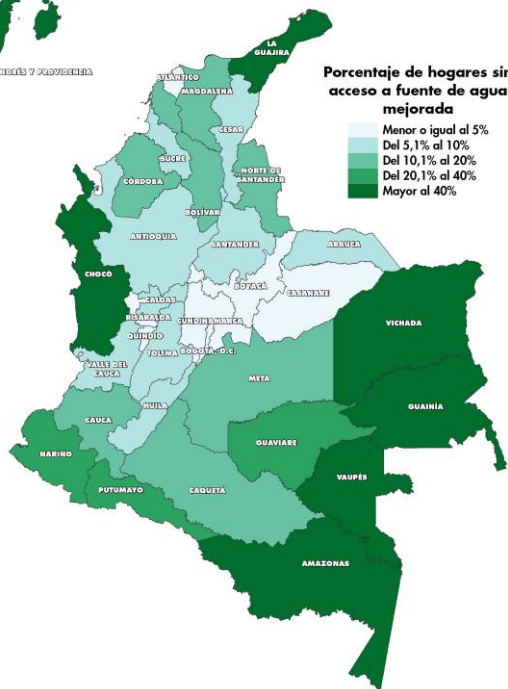 LA
GUAJIRA
NDRÉS Y PROVIDENCIA
Porcentaje de hogares sin
acceso a fuente de agua
mejorada
Menor o igual al 5%
Del 5,1% al 10%
Del 10,1% al 20%
Del 20,1% al 40%
Mayor al 40%
ATLÁNTICO
MAGDALENA
CESAR
SUCRE
NORTE DE
SANTANDER
CÓRDOBA
BOLÍVAR
ANTIOQUIA
SANTANDER
ARAUCA
CHOCÓ
BOYACÁ
CASANARE
CALDAS
RISARALDA
CUNDINAMARCA
VICHADA
QUINDÍO
TOLIMA
BOGOTÁ, D.C.
VALLE DEL
CAUCA
META
HUILA
GUAINÍA
CAUCA
GUAVIARE
NARIÑO
VAUPÉS
PUTUMAYO
CAQUETÁ
AMAZONAS